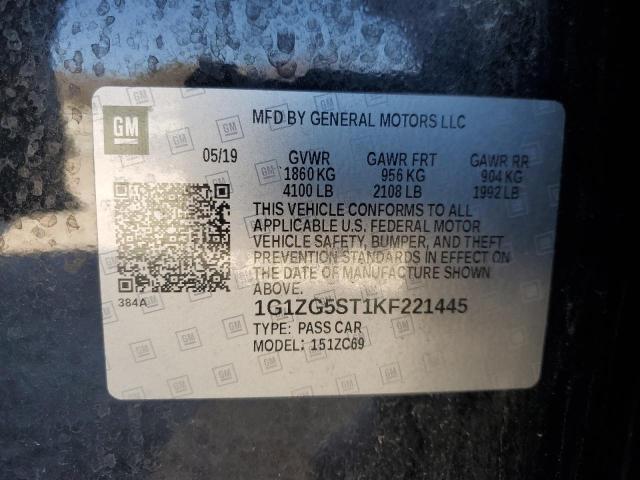 GM
MFD BY GENERAL MOTORS LLC
05/19 GVWR GAWR FRT GAWR RR
1860 KG 956 KG 904 KG
4100 LB 2108 LB 1992 LB
THIS VEHICLE CONFORMS TO ALL
APPLICABLE U.S. FEDERAL MOTOR
VEHICLE SAFETY, BUMPER, AND THEFT
PREVENTION STANDARDS IN EFFECT ON
THE DATE OF MANUFACTURE SHOWN
ABOVE.
384A
1G1ZG5ST1KF221445
TYPE: PASS CAR
MODEL: 151ZC69